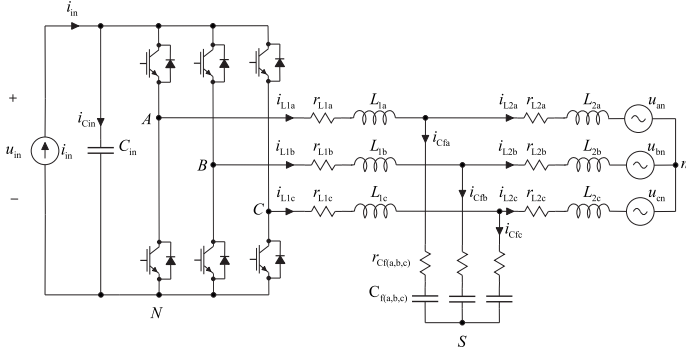 i_in
+
u_in
−
i_in
i_Cin
C_in
A
B
C
N
i_L1a r_L1a L_1a
i_L2a r_L2a L_2a u_an
i_Cfa
i_L1b r_L1b L_1b
i_L2b r_L2b L_2b u_bn
n
i_Cfb
i_L1c r_L1c L_1c
i_L2c r_L2c L_2c u_cn
i_Cfc
r_Cf(a,b,c)
C_f(a,b,c)
S